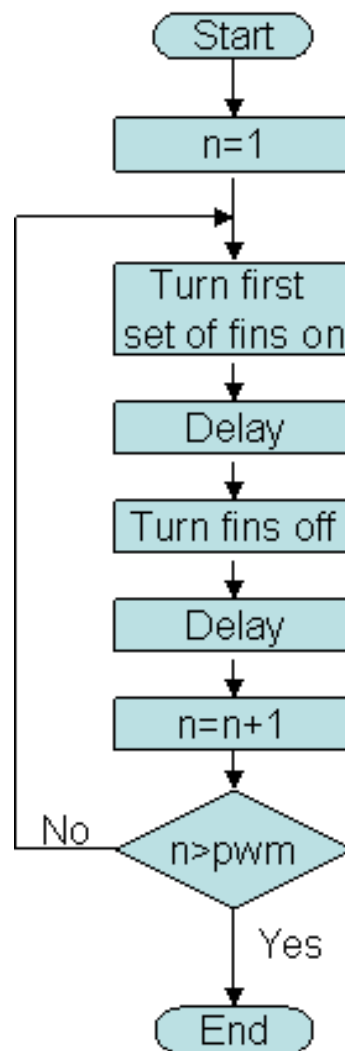 Start
n=1
Turn first
set of fins on
Delay
Turn fins off
Delay
n=n+1
No
n>pwm
Yes
End